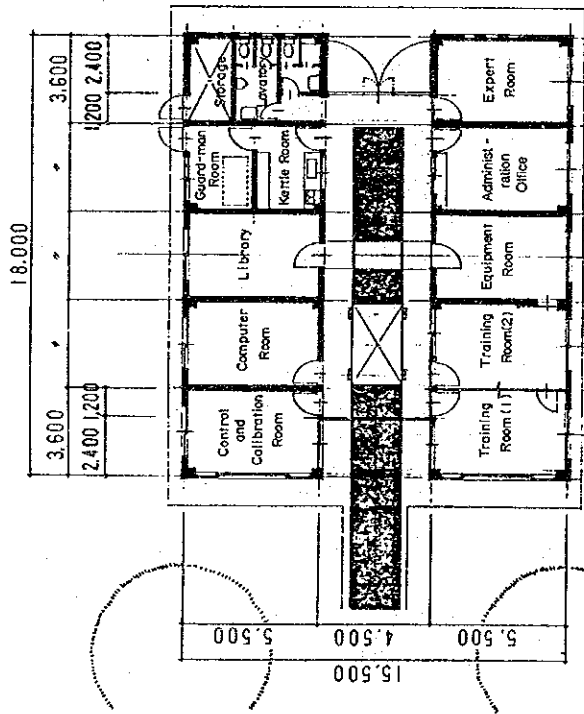 18.000
3.600
〃
〃
〃
3.600
2.400 1,200
1,200 2,400
Control
and
Calibration
Room
Computer
Room
Library
Guard-man
Room
Kettle Room
Storage
Lavatory
Training
Room (1)
Training
Room(2)
Equipment
Room
Administ-
ration
Office
Expert
Room
5.500
4.500
5.500
15.500